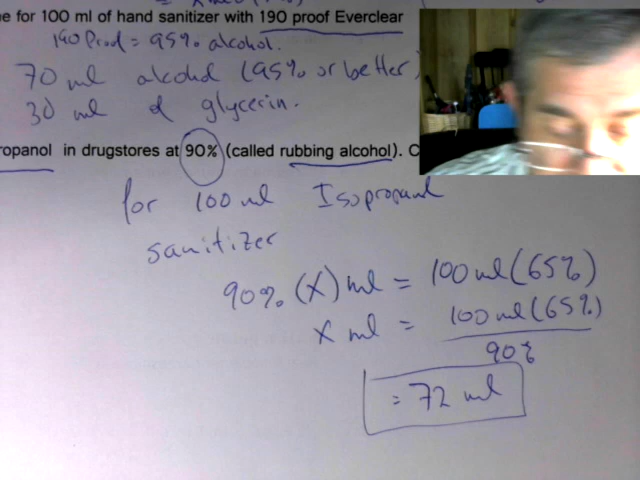 e for 100 ml of hand sanitizer with 190 proof Everclear
190 Proof = 95% alcohol.
70 ml alcohol (95% or better)
30 ml of glycerin.
ropanol in drugstores at 90% (called rubbing alcohol). C
for 100 ml Isopropanol
sanitizer
90% (x) ml = 100 ml (65%)
x ml = 100 ml (65%)
90%
= 72 ml